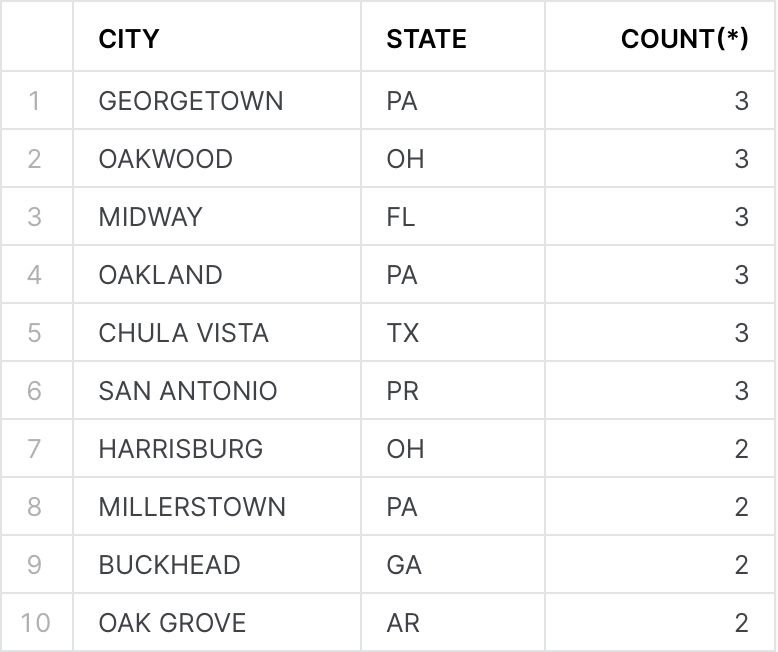 CITY STATE COUNT(*)
1 GEORGETOWN PA 3
2 OAKWOOD OH 3
3 MIDWAY FL 3
4 OAKLAND PA 3
5 CHULA VISTA TX 3
6 SAN ANTONIO PR 3
7 HARRISBURG OH 2
8 MILLERSTOWN PA 2
9 BUCKHEAD GA 2
10 OAK GROVE AR 2